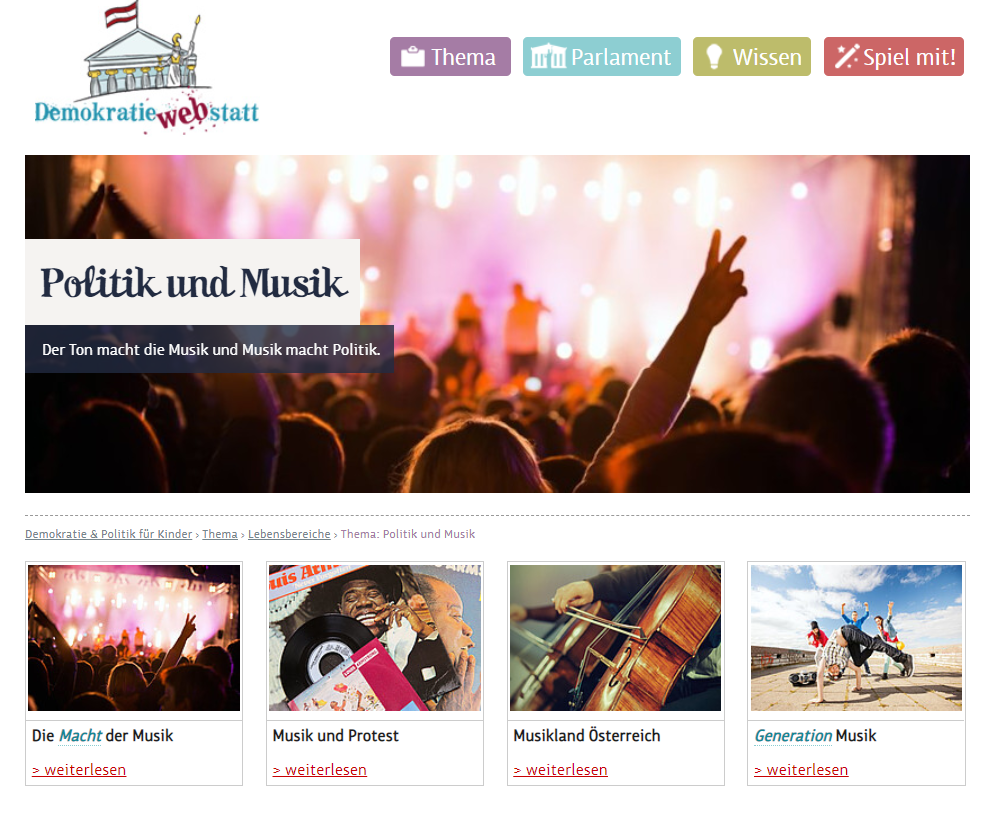 Demokratiewebstatt
Thema
Parlament
Wissen
Spiel mit!
Politik und Musik
Der Ton macht die Musik und Musik macht Politik.
Demokratie & Politik für Kinder › Thema › Lebensbereiche › Thema: Politik und Musik
Die Macht der Musik
> weiterlesen
Musik und Protest
> weiterlesen
Musikland Österreich
> weiterlesen
Generation Musik
> weiterlesen